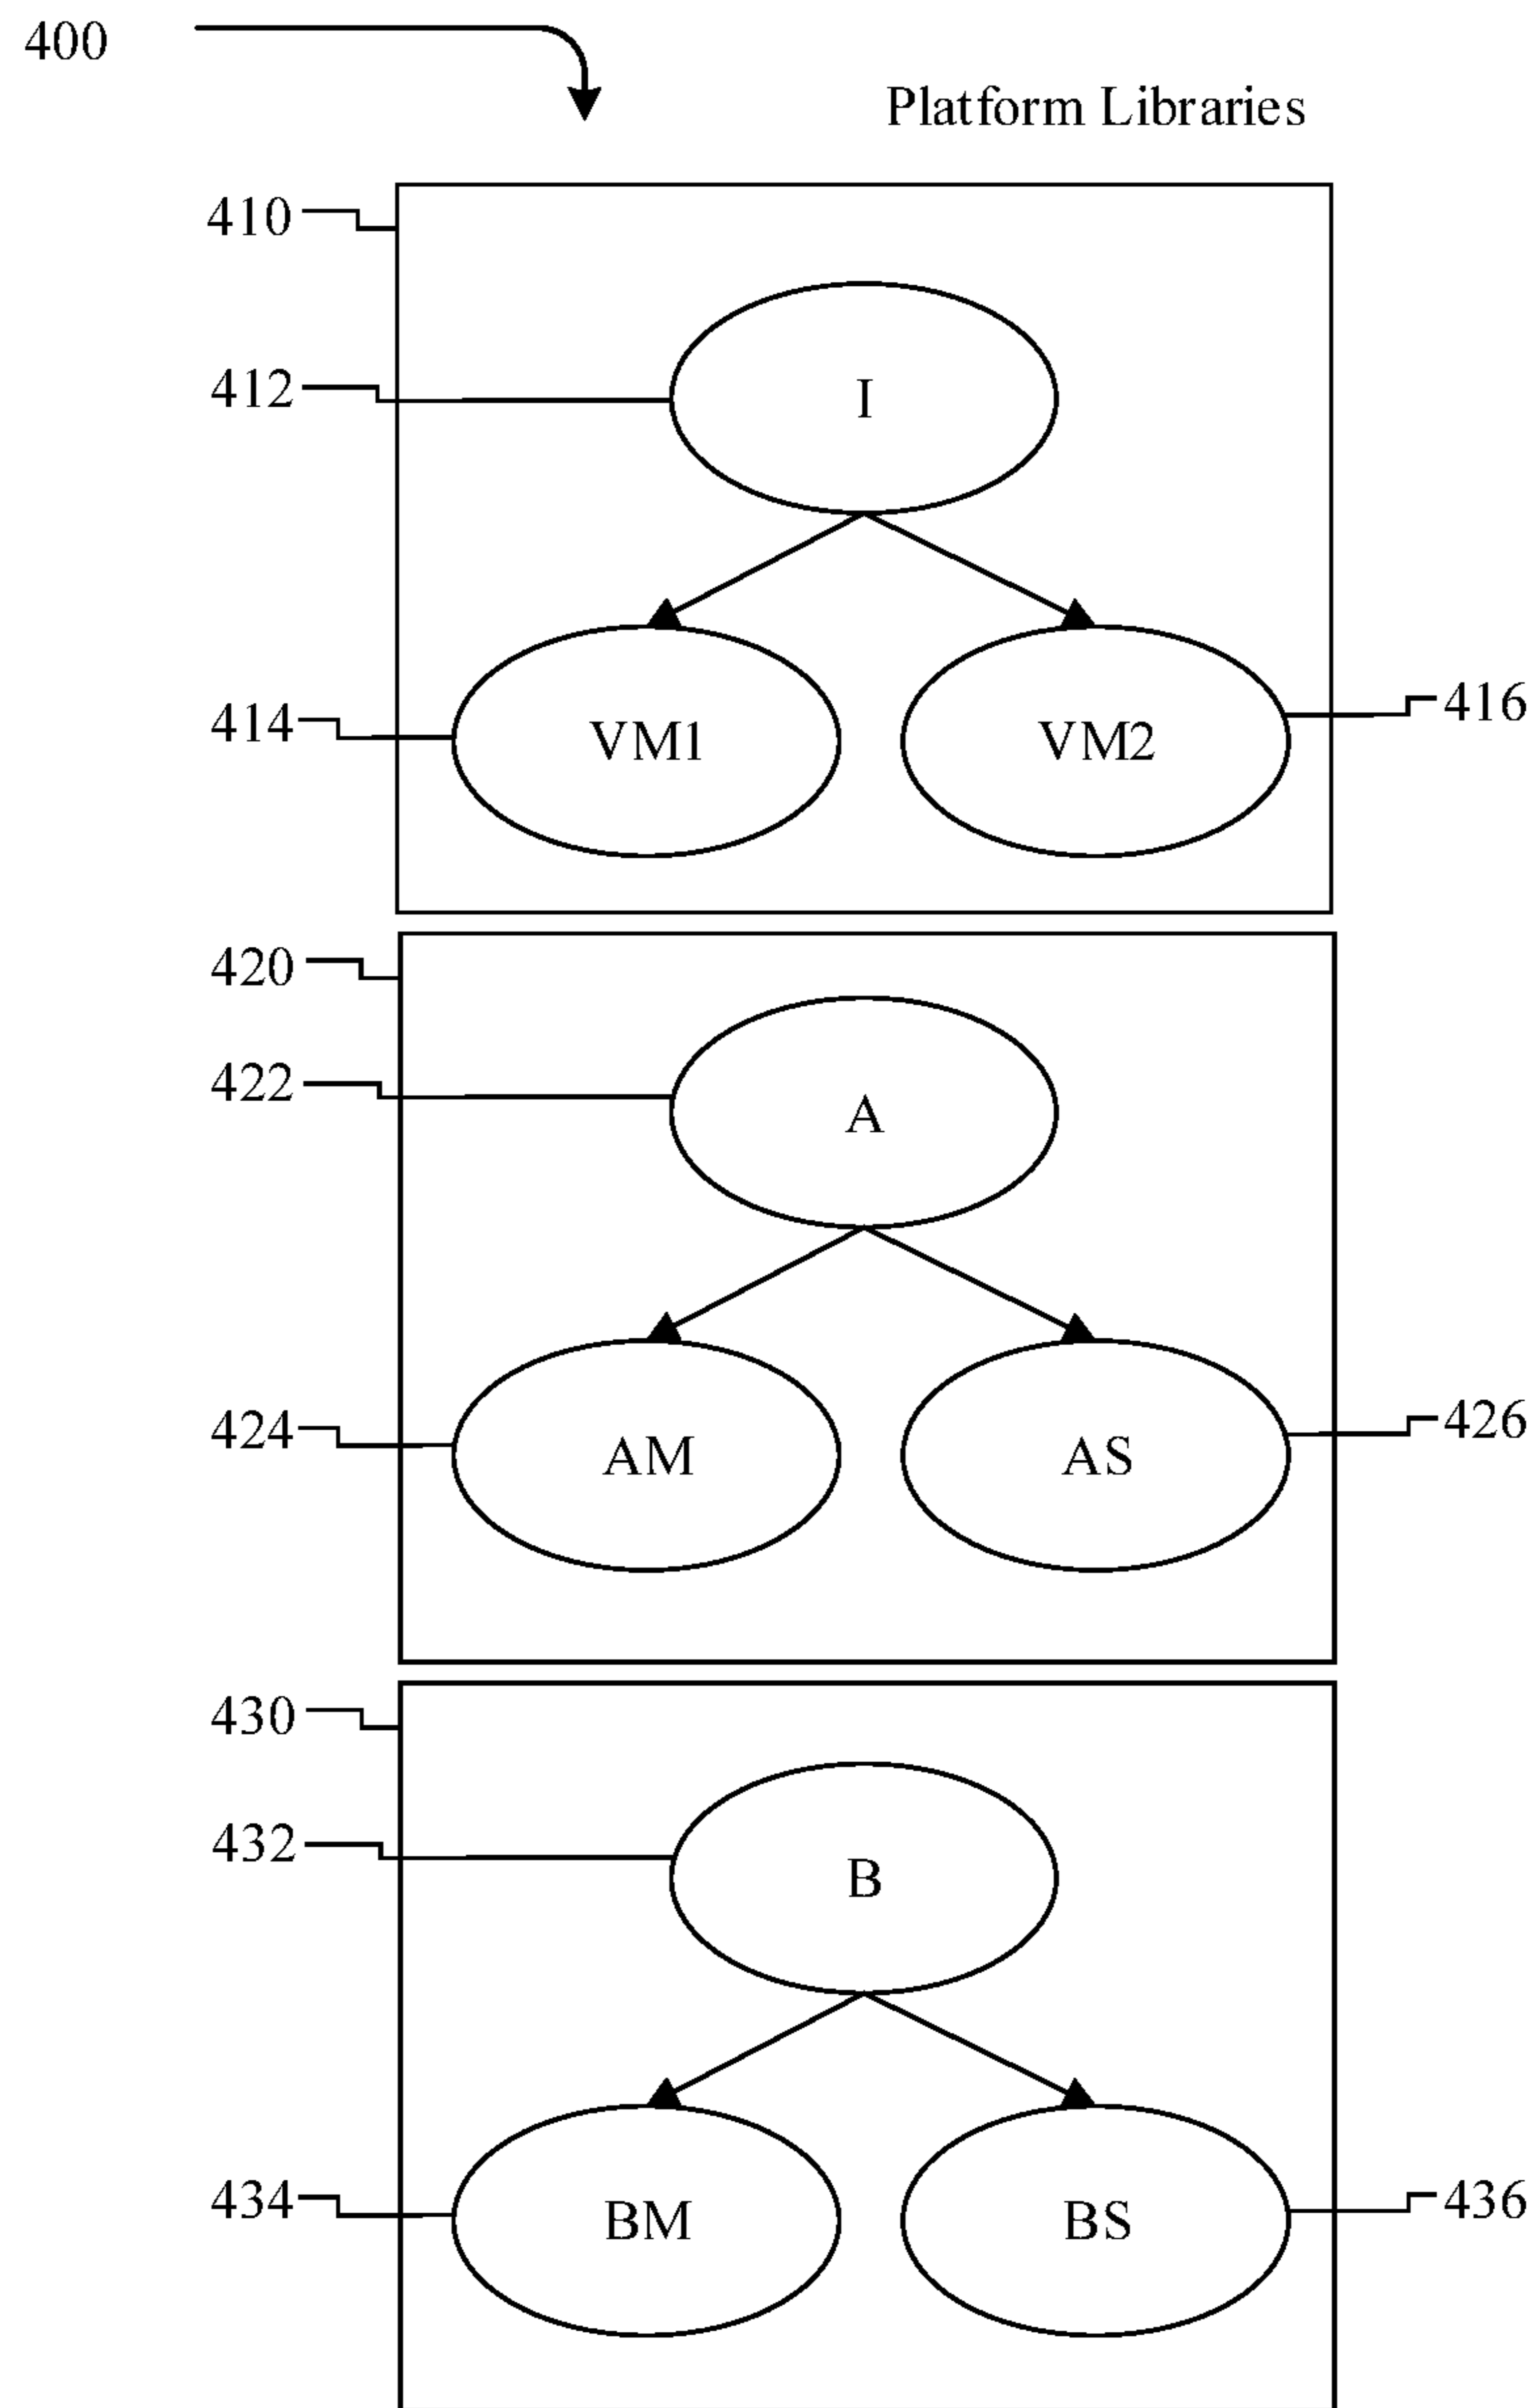 400
Platform Libraries
410
412
I
414
VM1
VM2
416
420
422
A
424
AM
AS
426
430
432
B
434
BM
BS
436